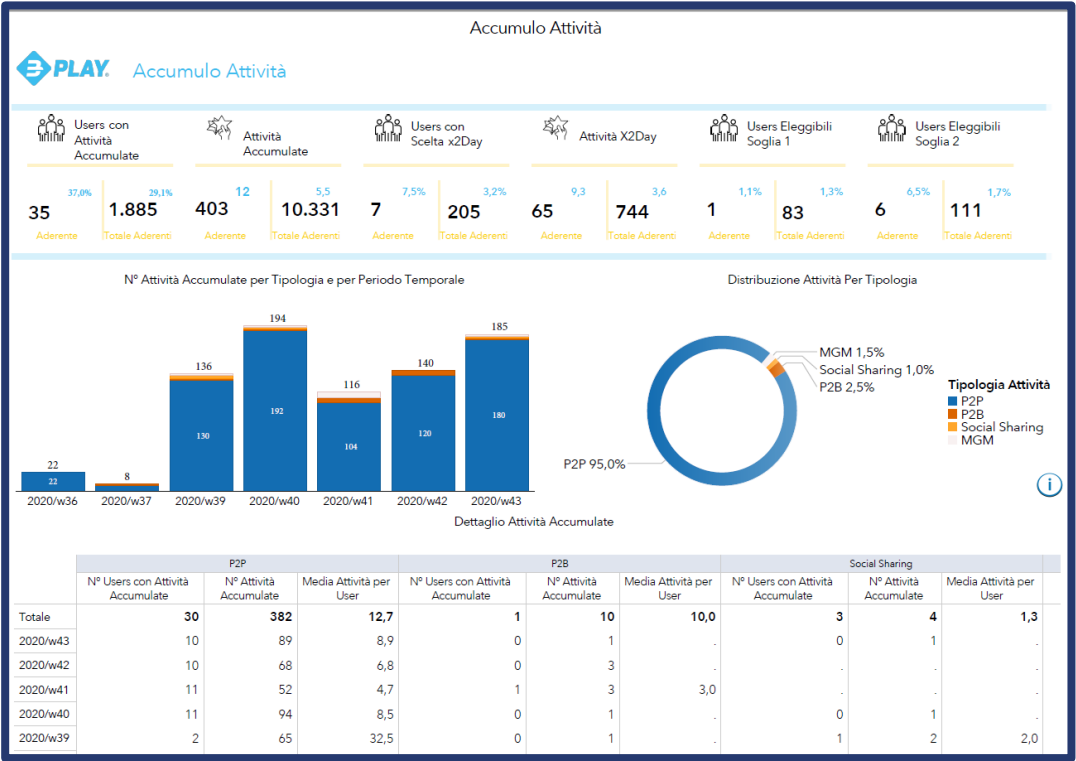 Accumulo Attività
PLAY. Accumulo Attività
Users con
Attività
Accumulate
Attività
Accumulate
Users con
Scelta x2Day
Attività X2Day
Users Eleggibili
Soglia 1
Users Eleggibili
Soglia 2
37,0% 29,1% 12 5,5 7,5% 3,2% 9,3 3,6 1,1% 1,3% 6,5% 1,7%
35 1.885 403 10.331 7 205 65 744 1 83 6 111
Aderente Totale Aderenti Aderente Totale Aderenti Aderente Totale Aderenti Aderente Totale Aderenti Aderente Totale Aderenti Aderente Totale Aderenti
N° Attività Accumulate per Tipologia e per Periodo Temporale
22
22
8
136
130
194
192
116
104
140
120
185
180
2020/w36 2020/w37 2020/w39 2020/w40 2020/w41 2020/w42 2020/w43
Distribuzione Attività Per Tipologia
MGM 1,5%
Social Sharing 1,0%
P2B 2,5%
P2P 95,0%
Tipologia Attività
P2P
P2B
Social Sharing
MGM
i
Dettaglio Attività Accumulate
P2P P2B Social Sharing
N° Users con Attività Accumulate N° Attività Accumulate Media Attività per User N° Users con Attività Accumulate N° Attività Accumulate Media Attività per User N° Users con Attività Accumulate N° Attività Accumulate Media Attività per User
Totale 30 382 12,7 1 10 10,0 3 4 1,3
2020/w43 10 89 8,9 0 1 . 0 1 .
2020/w42 10 68 6,8 0 3 . . . .
2020/w41 11 52 4,7 1 3 3,0 . . .
2020/w40 11 94 8,5 0 1 . 0 1 .
2020/w39 2 65 32,5 0 1 . 1 2 2,0